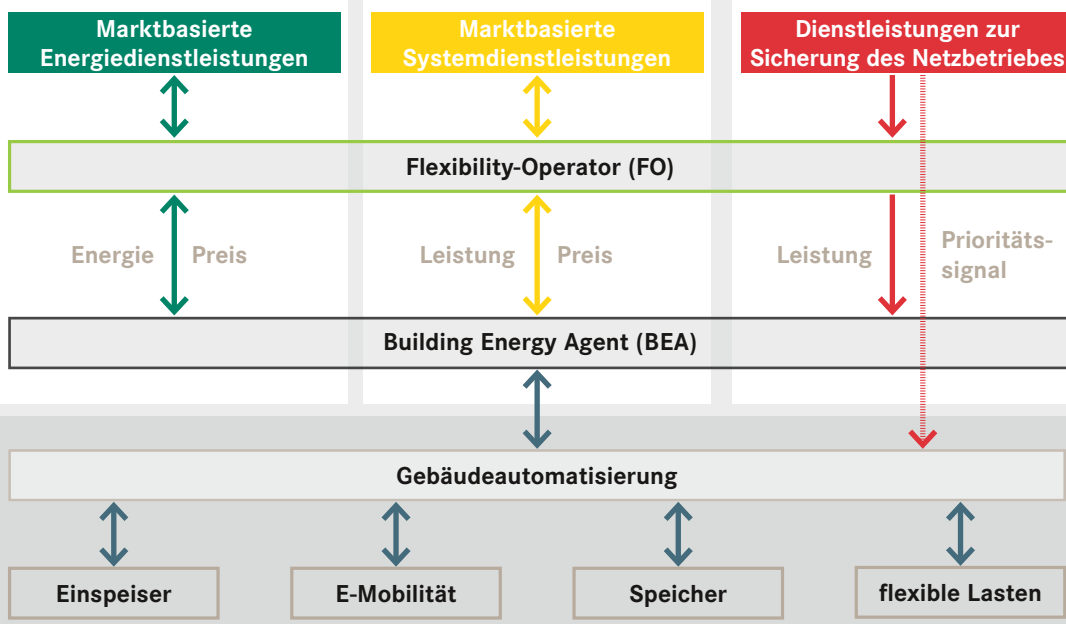 Marktbasierte
Energiedienstleistungen
Marktbasierte
Systemdienstleistungen
Dienstleistungen zur
Sicherung des Netzbetriebes
Flexibility-Operator (FO)
Energie
Preis
Leistung
Preis
Leistung
Prioritäts-
signal
Building Energy Agent (BEA)
Gebäudeautomatisierung
Einspeiser
E-Mobilität
Speicher
flexible Lasten